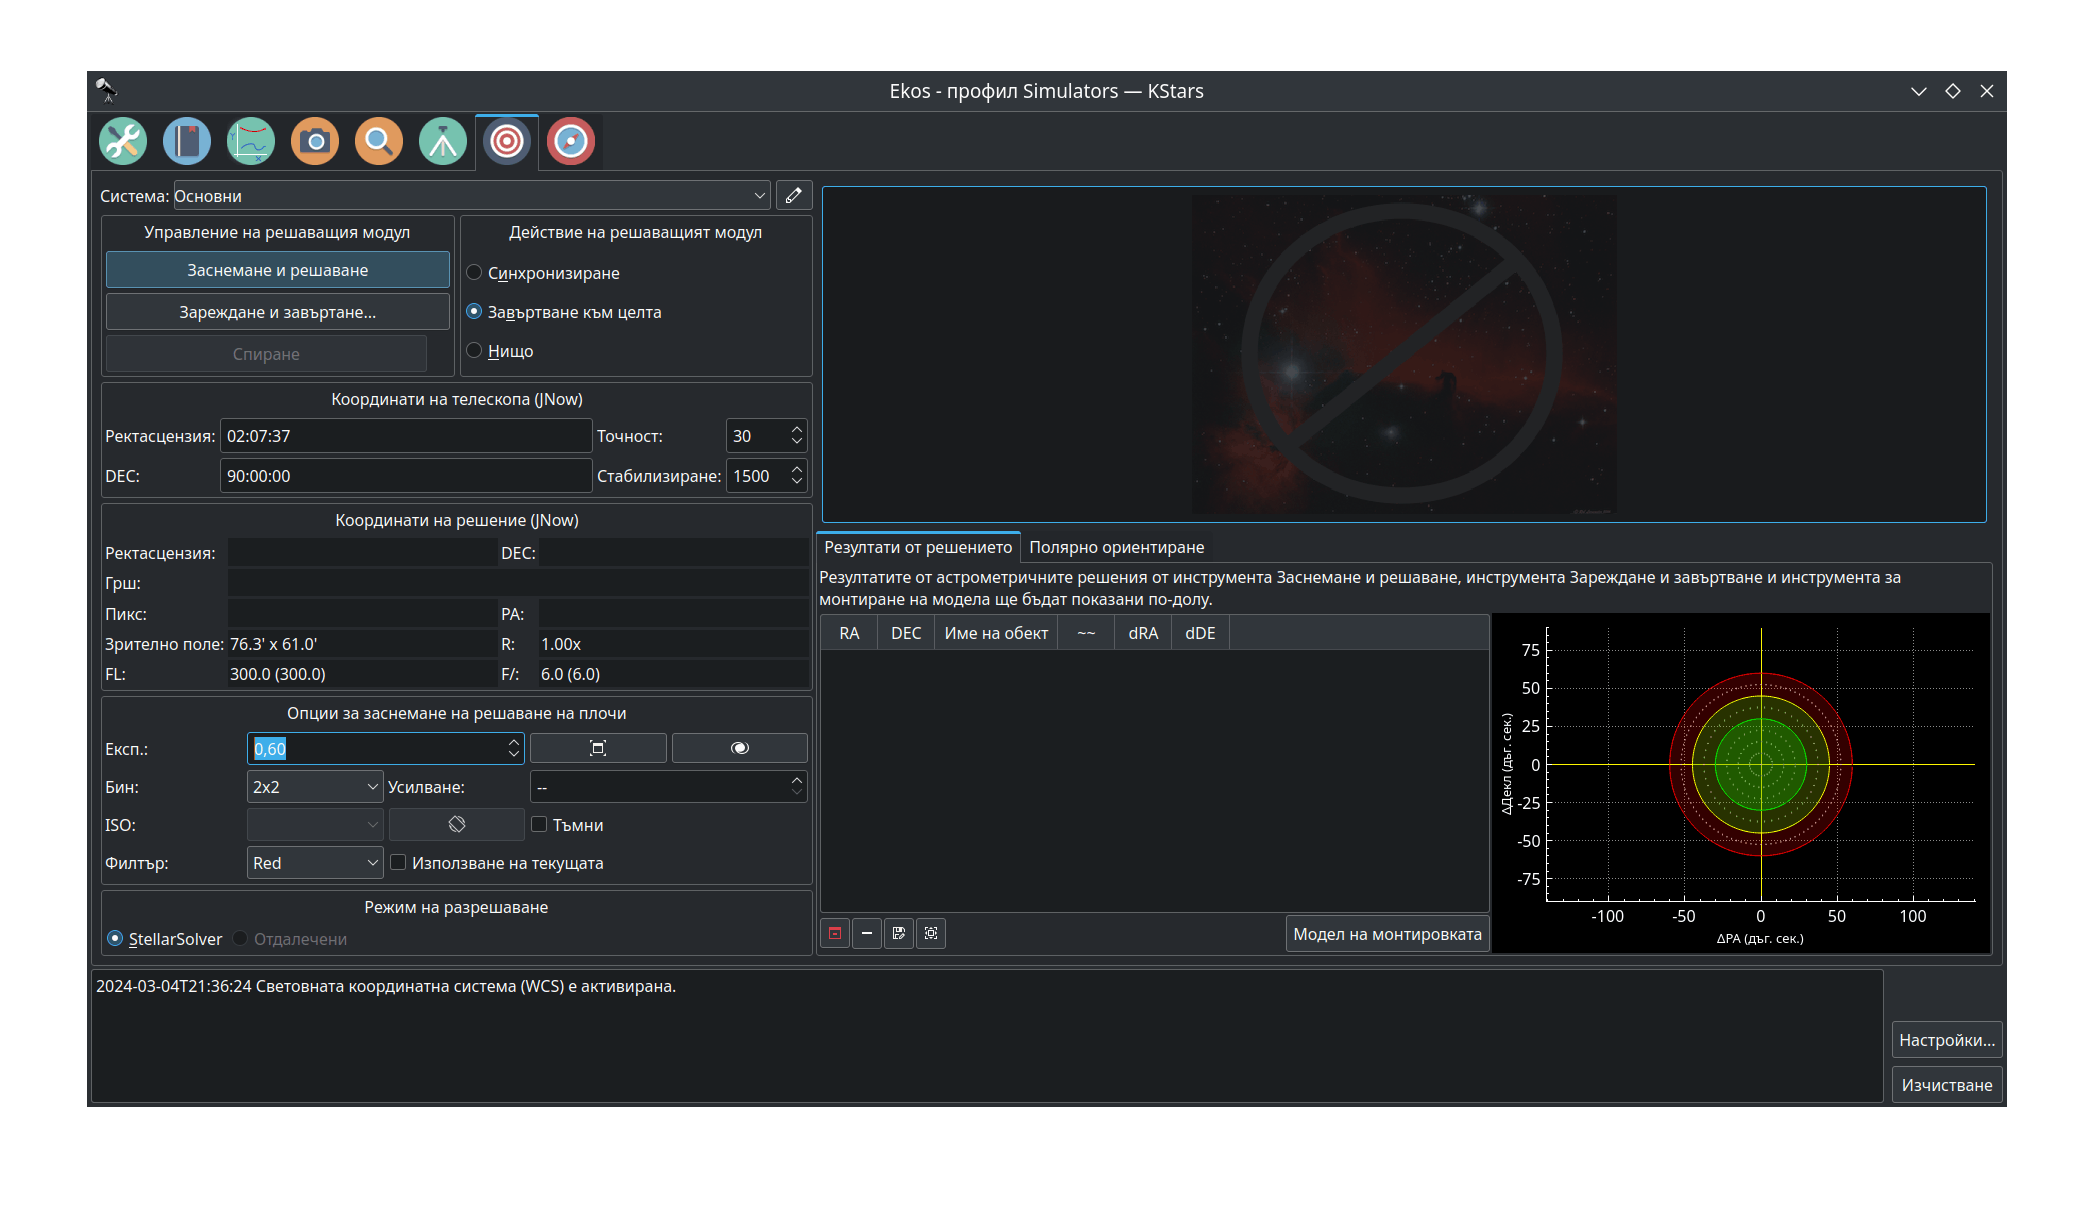 Ekos - профил Simulators — KStars
Система: Основни
Управление на решаващия модул
Заснемане и решаване
Зареждане и завъртане...
Спиране
Действие на решаващият модул
Синхронизиране
Завъртване към целта
Нищо
Координати на телескопа (JNow)
Ректасцензия: 02:07:37 Точност: 30
DEC: 90:00:00 Стабилизиране: 1500
Координати на решение (JNow)
Ректасцензия: DEC:
Грш:
Пикс: PA:
Зрително поле: 76.3' x 61.0' R: 1.00x
FL: 300.0 (300.0) F/: 6.0 (6.0)
Опции за заснемане на решаване на плочи
Експ.: 0,60
Бин: 2x2 Усилване: --
ISO: Тъмни
Филтър: Red Използване на текущата
Режим на разрешаване
StellarSolver Отдалечени
Резултати от решението Полярно ориентиране
Резултатите от астрометричните решения от инструмента Заснемане и решаване, инструмента Зареждане и завъртване и инструмента за
монтиране на модела ще бъдат показани по-долу.
RA DEC Име на обект ~~ dRA dDE
Модел на монтировката
75
50
25
0
-25
-50
-75
ΔДекл (дъг. сек.)
-100 -50 0 50 100
ΔРА (дъг. сек.)
2024-03-04T21:36:24 Световната координатна система (WCS) е активирана.
Настройки...
Изчистване